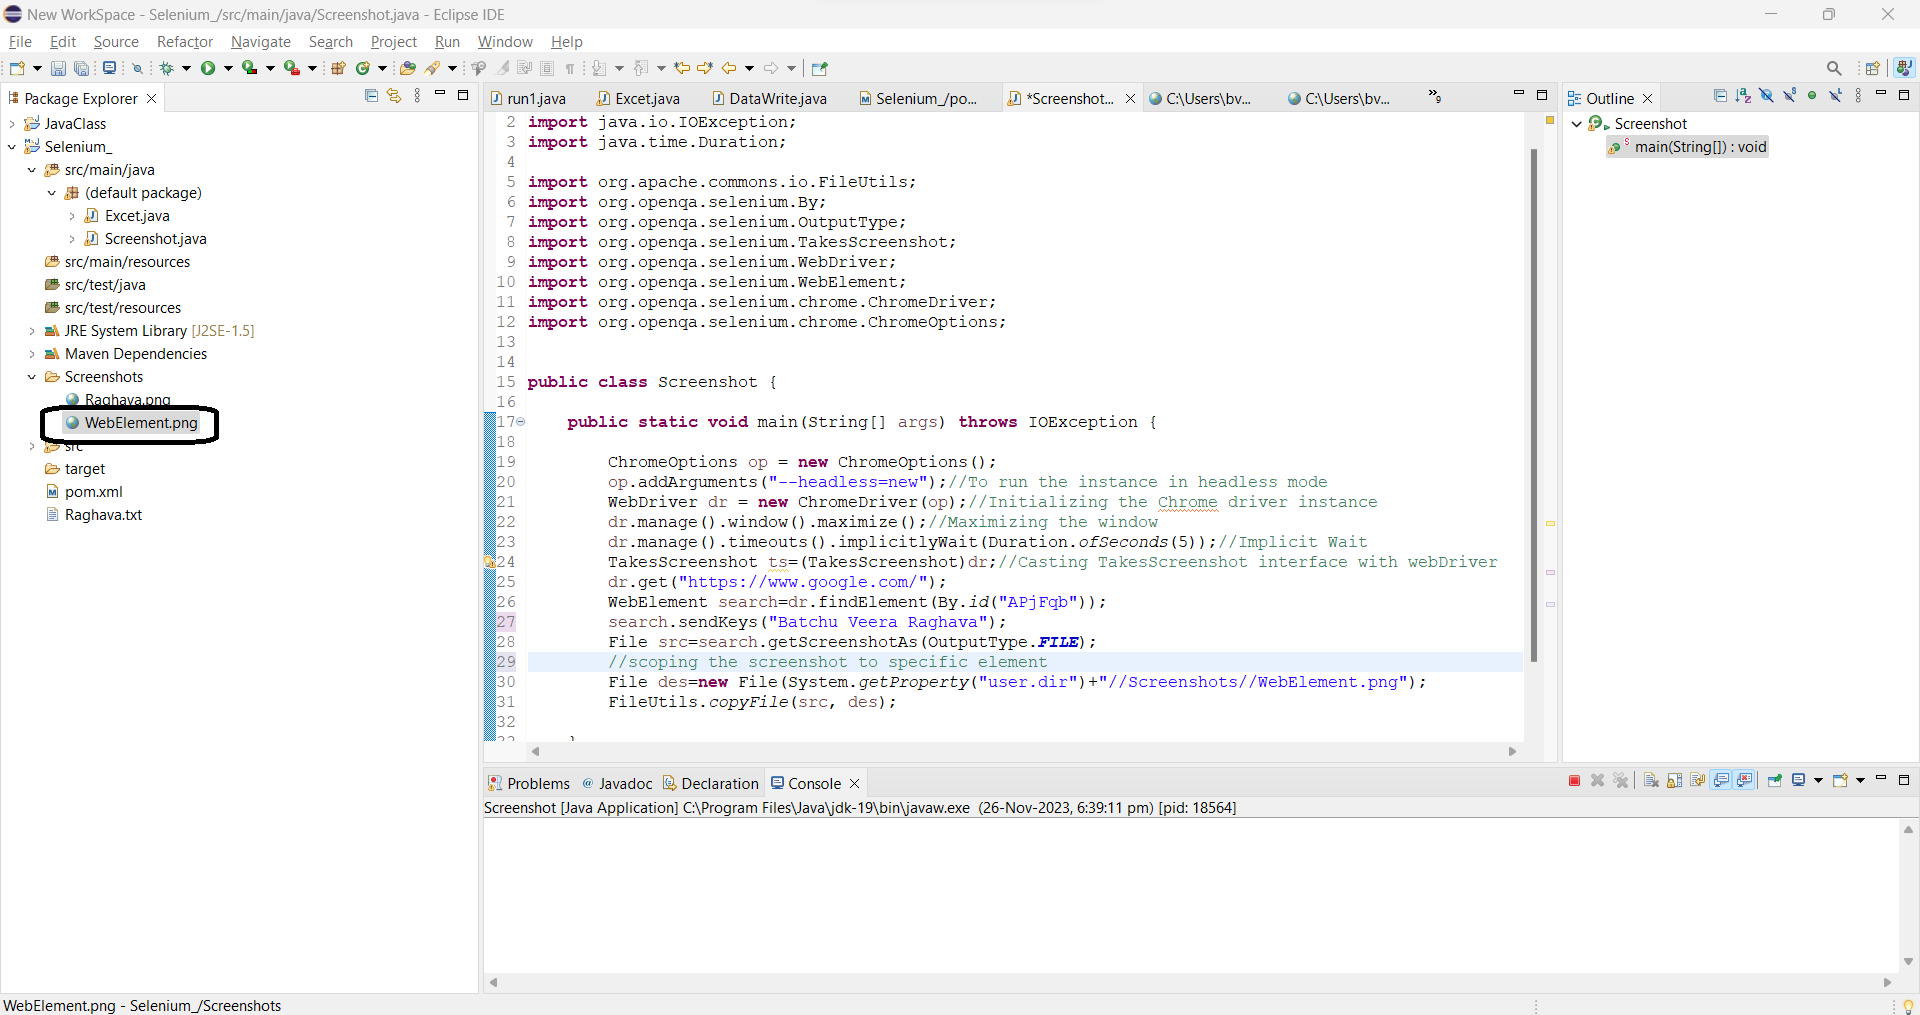 New WorkSpace - Selenium_/src/main/java/Screenshot.java - Eclipse IDE
File Edit Source Refactor Navigate Search Project Run Window Help
Package Explorer
JavaClass
Selenium_
src/main/java
(default package)
Excet.java
Screenshot.java
src/main/resources
src/test/java
src/test/resources
JRE System Library [J2SE-1.5]
Maven Dependencies
Screenshots
Raghava.png
WebElement.png
src
target
pom.xml
Raghava.txt
run1.java Excet.java DataWrite.java Selenium_/po... *Screenshot... C:\Users\bv... C:\Users\bv... »9
2 import java.io.IOException;
3 import java.time.Duration;
4
5 import org.apache.commons.io.FileUtils;
6 import org.openqa.selenium.By;
7 import org.openqa.selenium.OutputType;
8 import org.openqa.selenium.TakesScreenshot;
9 import org.openqa.selenium.WebDriver;
10 import org.openqa.selenium.WebElement;
11 import org.openqa.selenium.chrome.ChromeDriver;
12 import org.openqa.selenium.chrome.ChromeOptions;
13
14
15 public class Screenshot {
16
17 public static void main(String[] args) throws IOException {
18
19 ChromeOptions op = new ChromeOptions();
20 op.addArguments("--headless=new");//To run the instance in headless mode
21 WebDriver dr = new ChromeDriver(op);//Initializing the Chrome driver instance
22 dr.manage().window().maximize();//Maximizing the window
23 dr.manage().timeouts().implicitlyWait(Duration.ofSeconds(5));//Implicit Wait
24 TakesScreenshot ts=(TakesScreenshot)dr;//Casting TakesScreenshot interface with webDriver
25 dr.get("https://www.google.com/");
26 WebElement search=dr.findElement(By.id("APjFqb"));
27 search.sendKeys("Batchu Veera Raghava");
28 File src=search.getScreenshotAs(OutputType.FILE);
29 //scoping the screenshot to specific element
30 File des=new File(System.getProperty("user.dir")+"//Screenshots//WebElement.png");
31 FileUtils.copyFile(src, des);
32
33 }
Outline
Screenshot
main(String[]) : void
Problems Javadoc Declaration Console
Screenshot [Java Application] C:\Program Files\Java\jdk-19\bin\javaw.exe (26-Nov-2023, 6:39:11 pm) [pid: 18564]
WebElement.png - Selenium_/Screenshots